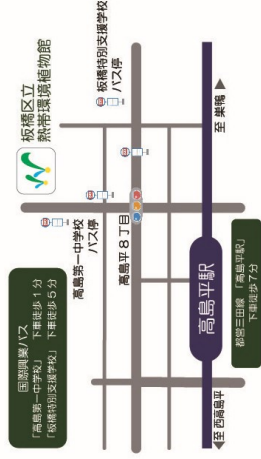 国際興業バス
「高島第一中学校」 下車徒歩1分
「板橋特別支援学校」 下車徒歩5分
板橋区立
熱帯環境植物館
高島第一中学校
バス停
板橋特別支援学校
バス停
高島平8丁目
高島平駅
至 西高島平
至 巣鴨
都営三田線 「高島平駅」
下車徒歩7分